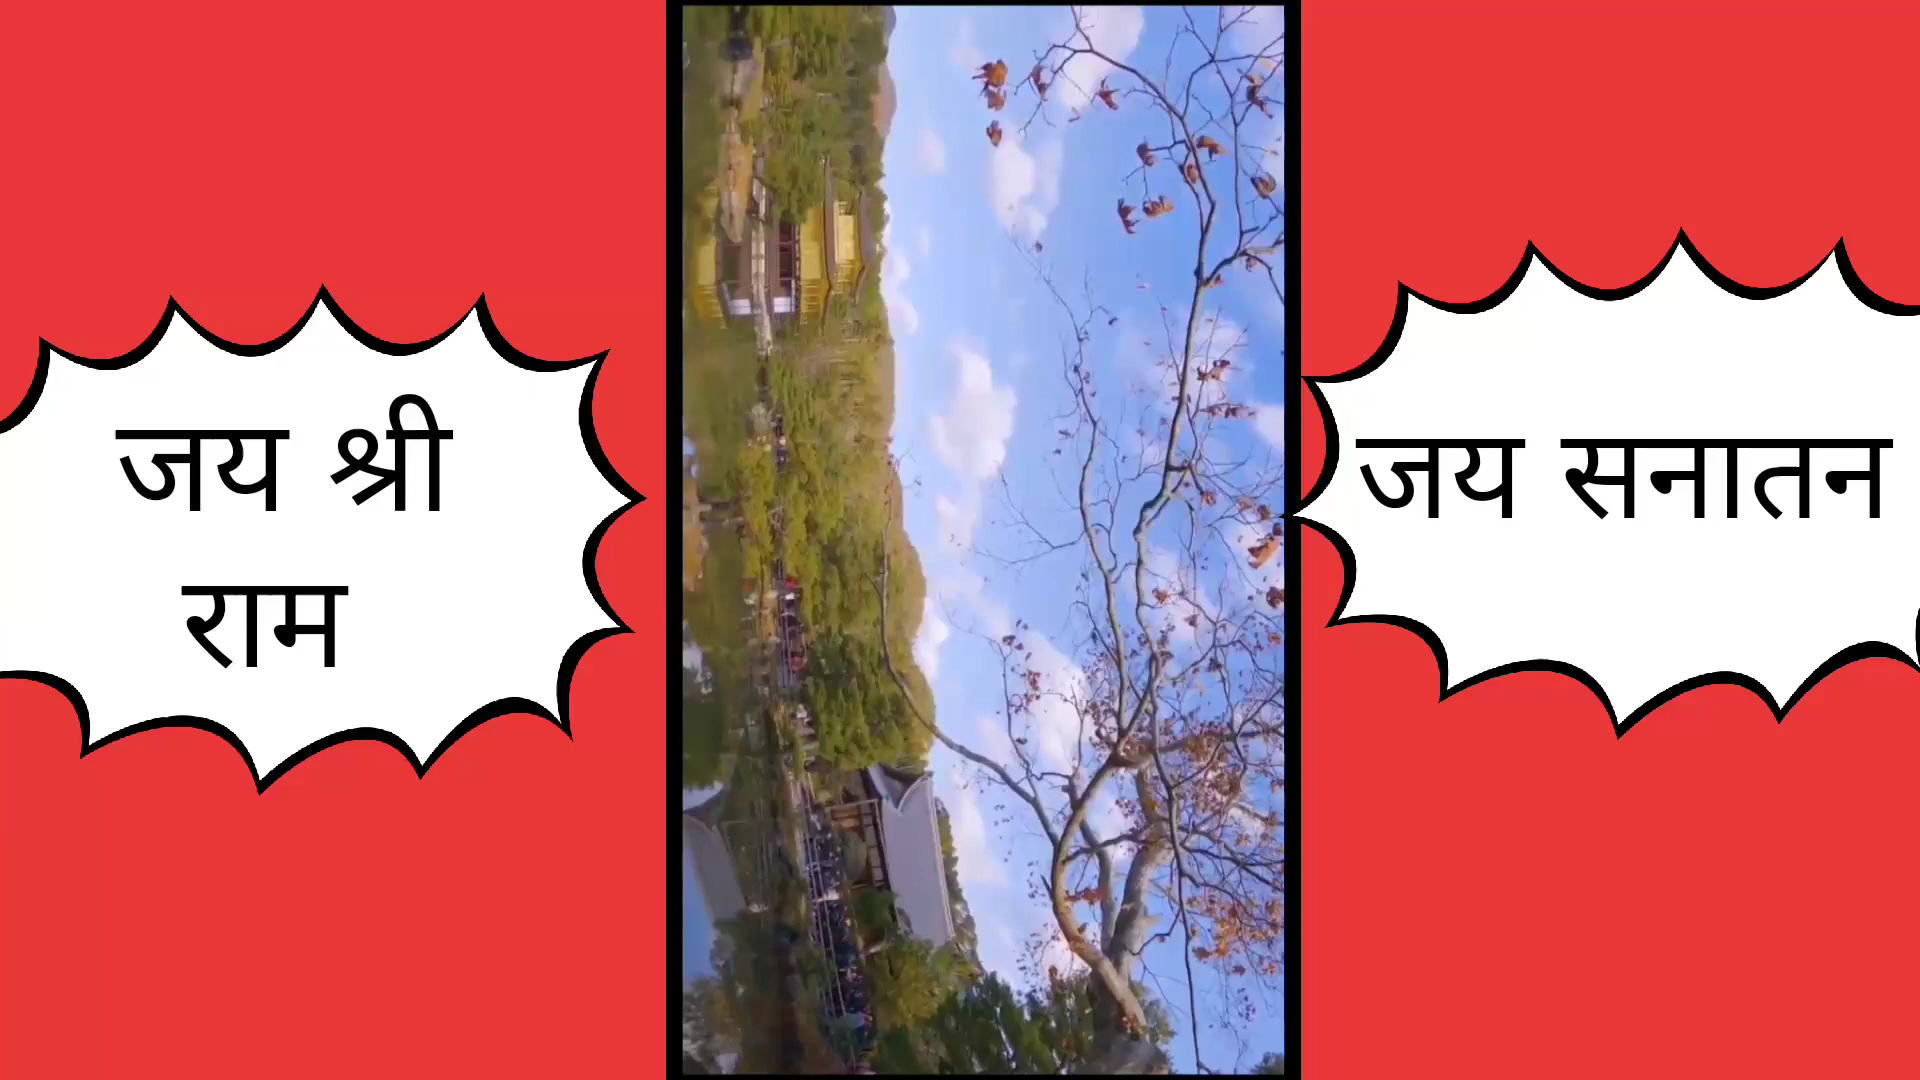 जय श्री
राम
जय सनातन